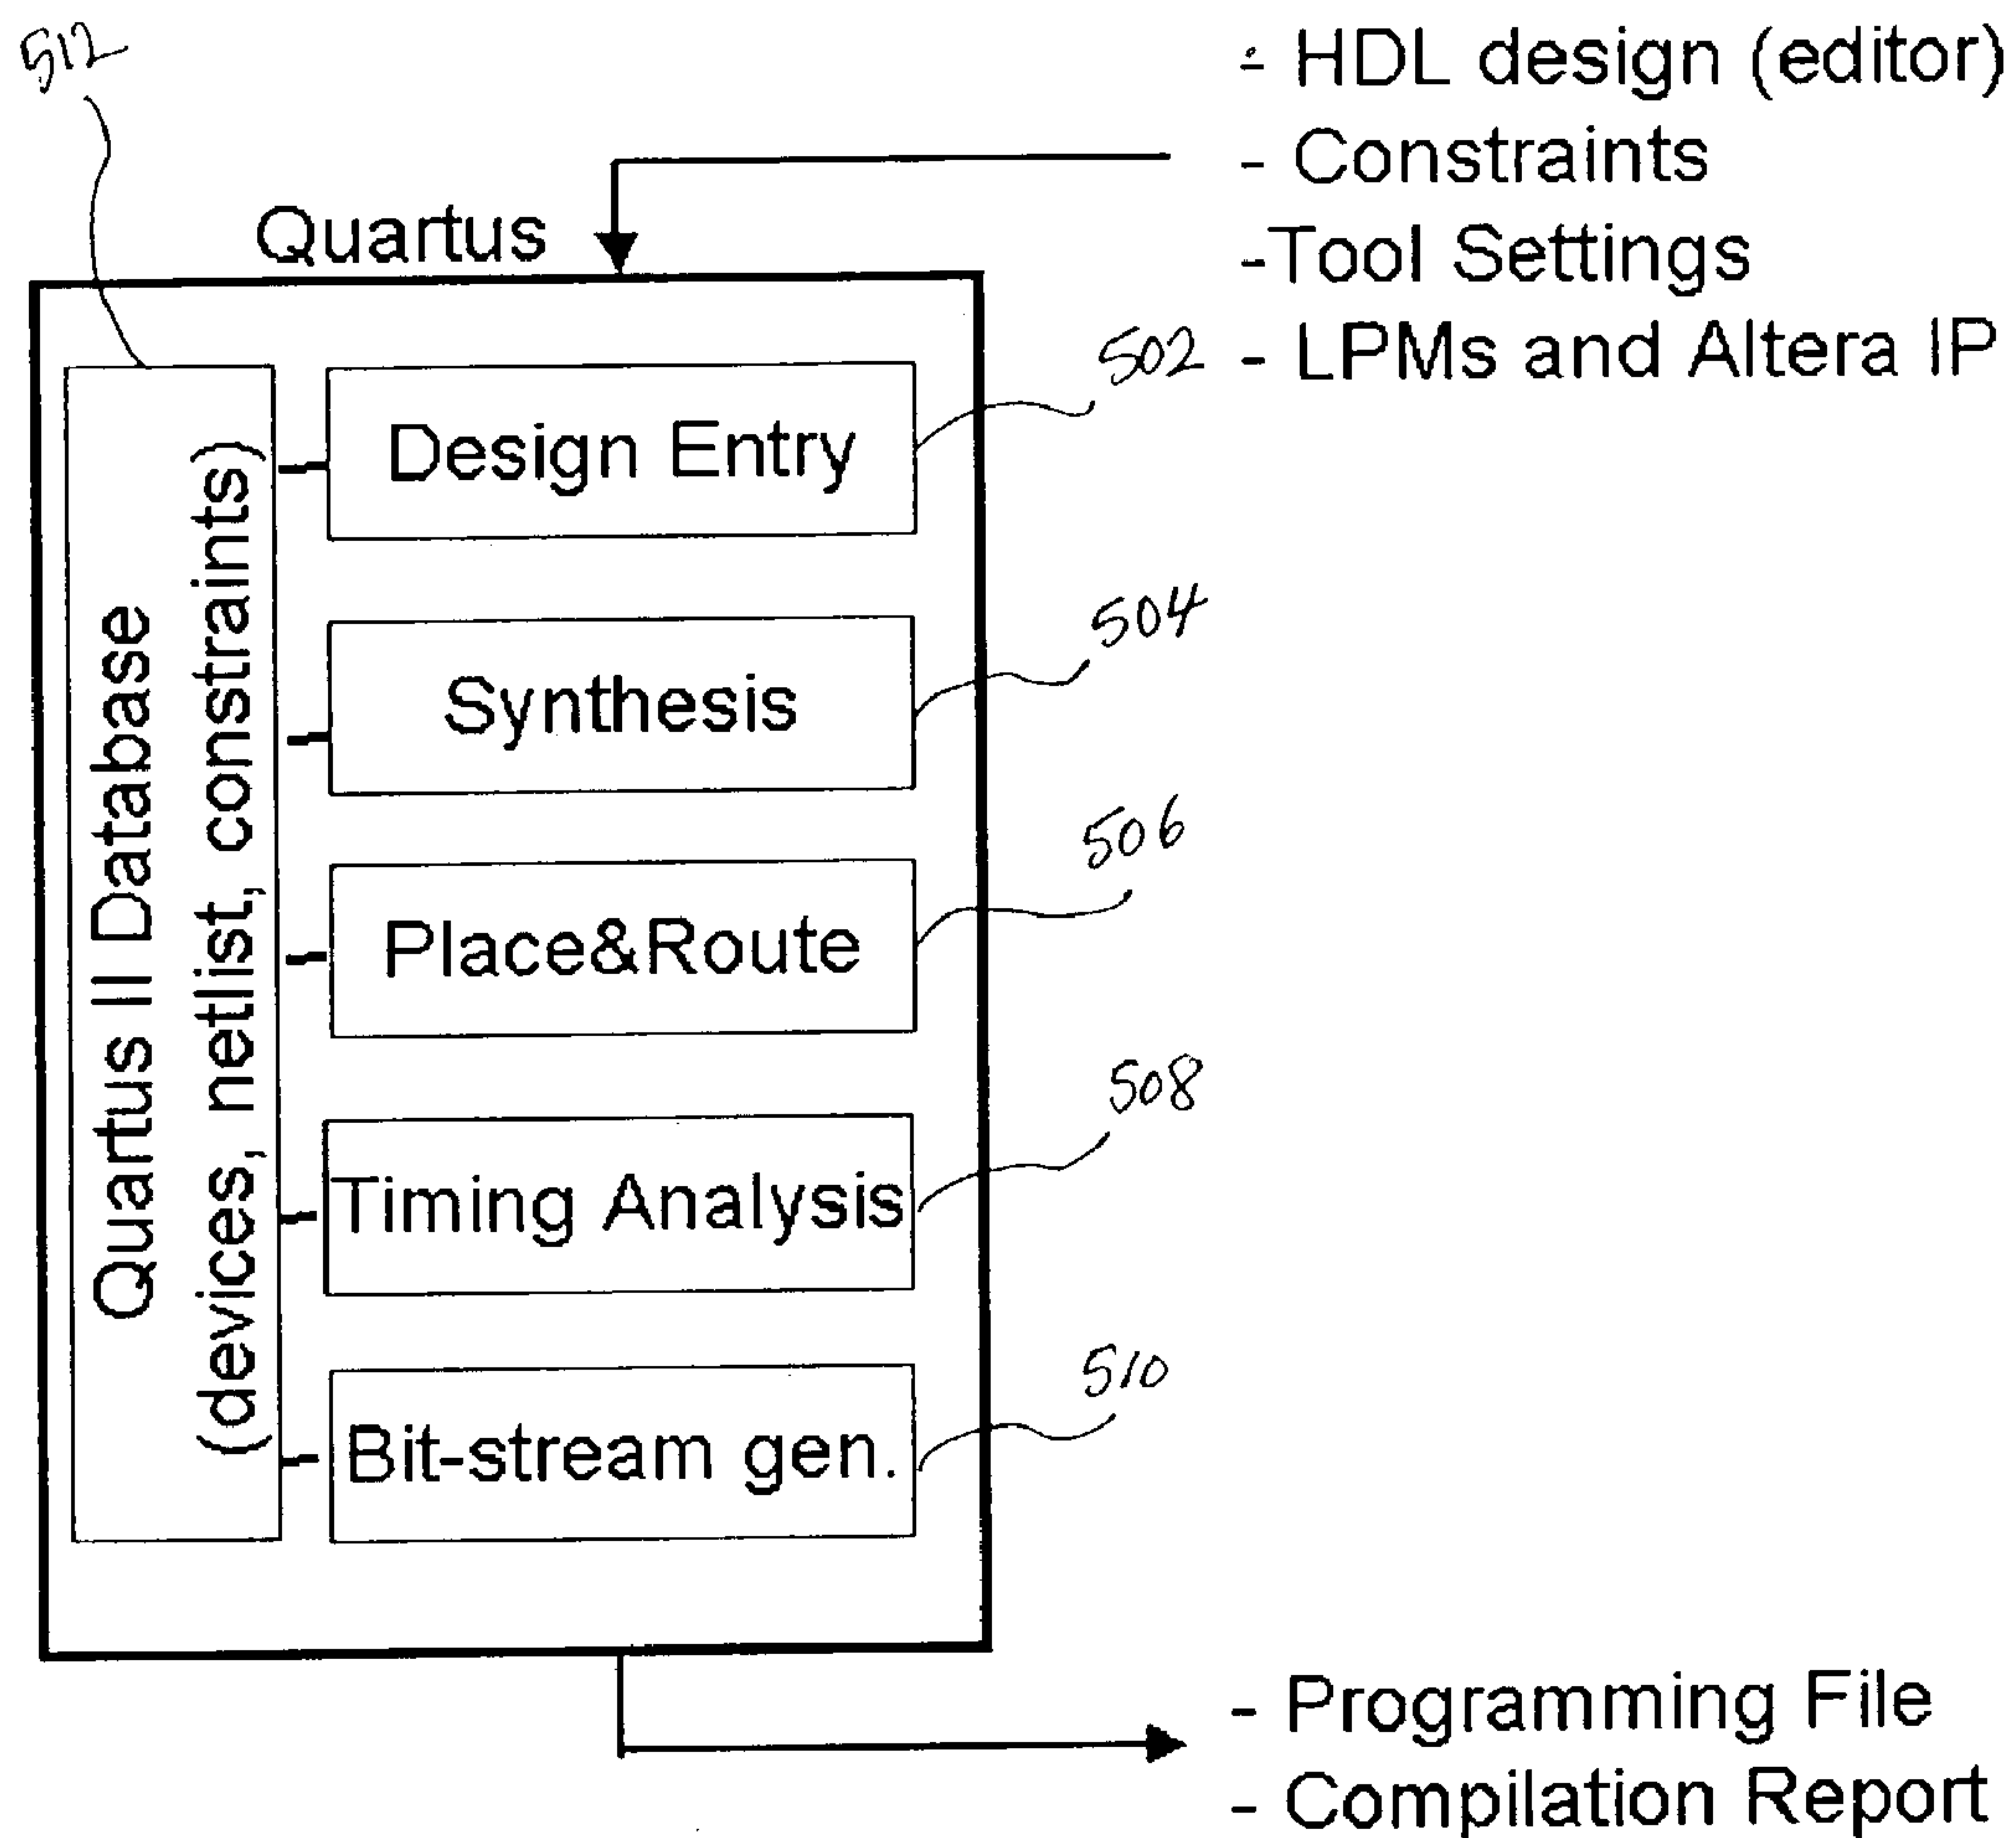 512
- HDL design (editor)
- Constraints
-Tool Settings
- LPMs and Altera IP
Quartus
Quartus II Database
(devices, netlist, constraints)
Design Entry
502
Synthesis
504
Place&Route
506
Timing Analysis
508
Bit-stream gen.
510
- Programming File
- Compilation Report